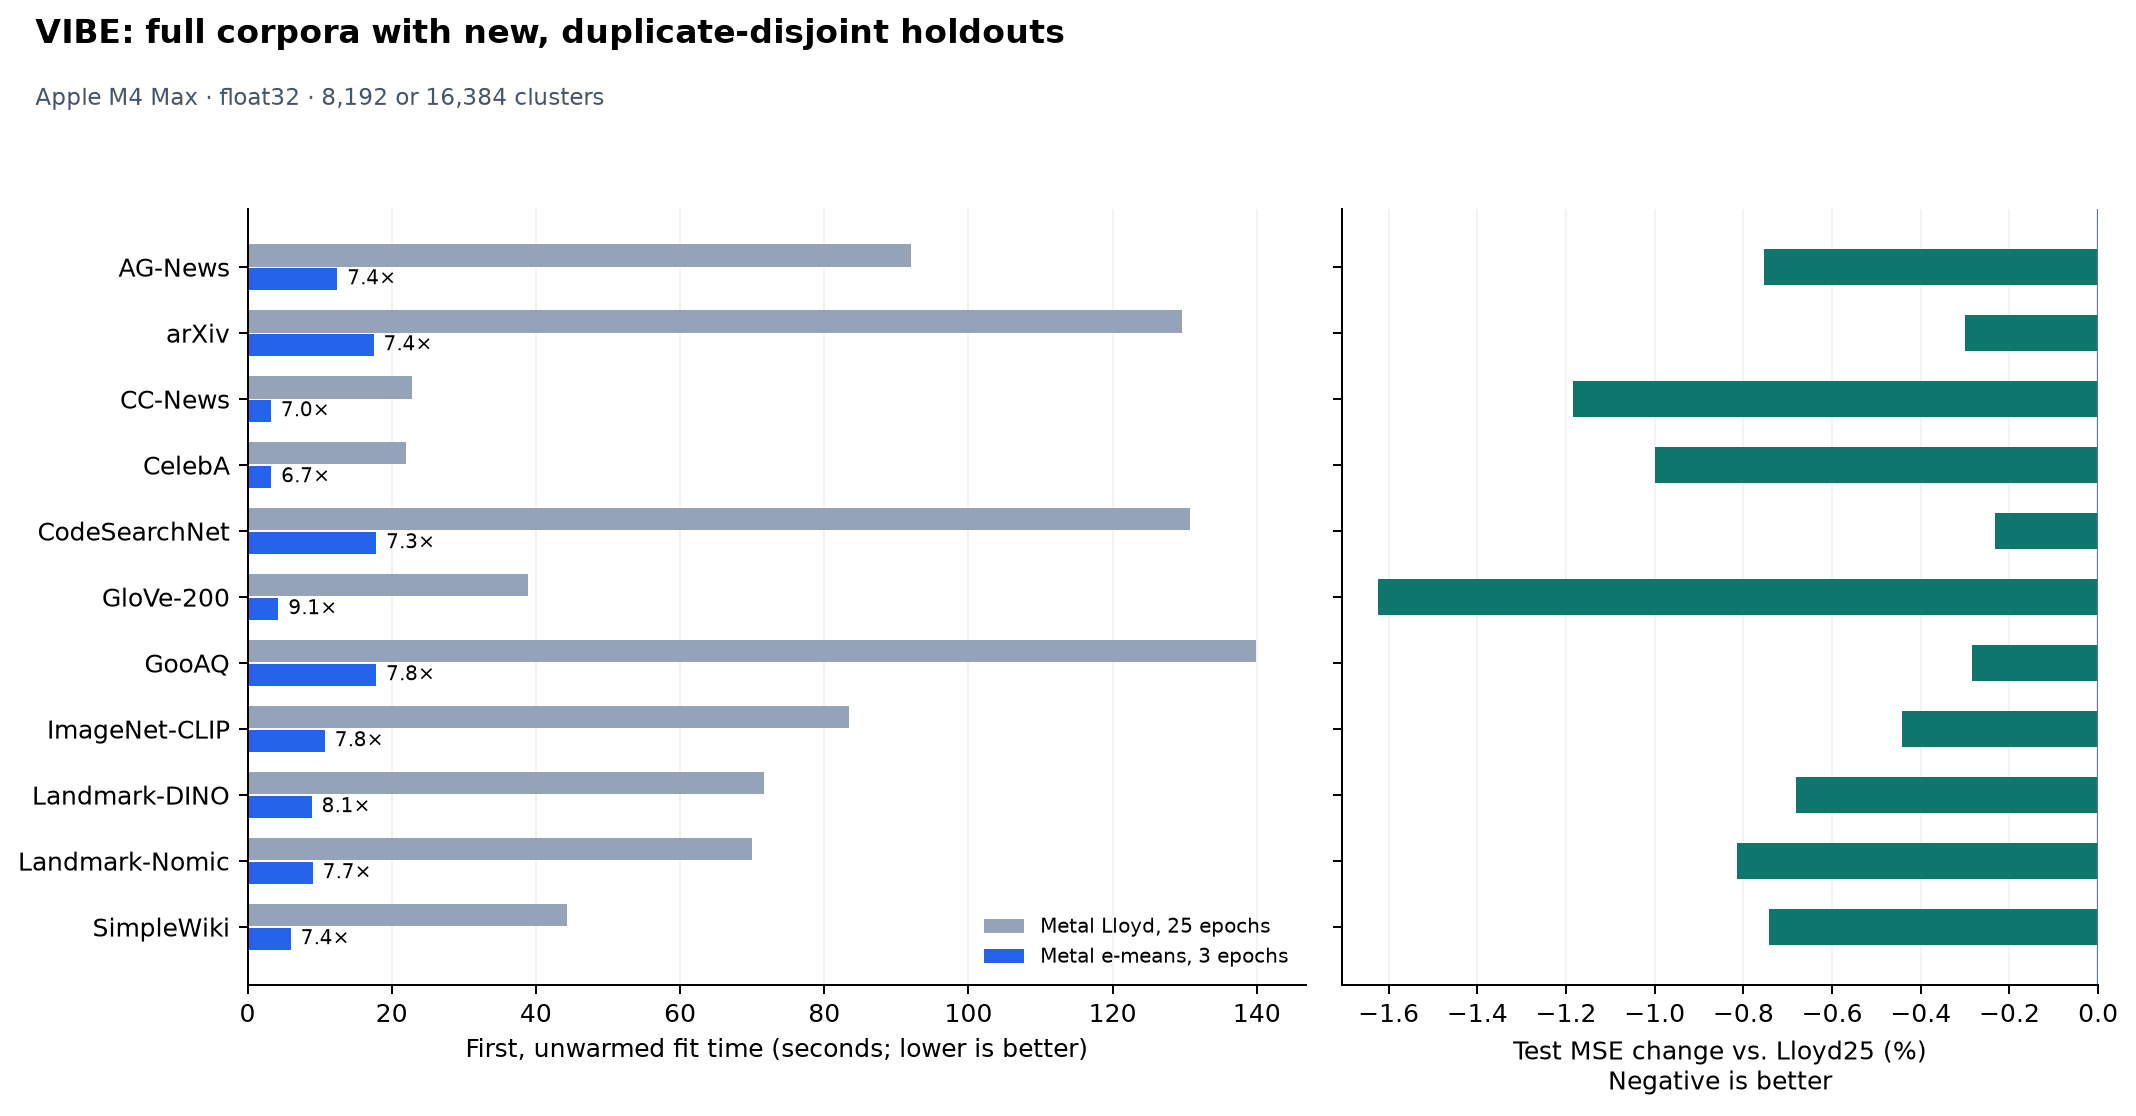 VIBE: full corpora with new, duplicate-disjoint holdouts
Apple M4 Max · float32 · 8,192 or 16,384 clusters
AG-News
7.4×
arXiv
7.4×
CC-News
7.0×
CelebA
6.7×
CodeSearchNet
7.3×
GloVe-200
9.1×
GooAQ
7.8×
ImageNet-CLIP
7.8×
Landmark-DINO
8.1×
Landmark-Nomic
7.7×
SimpleWiki
7.4×
Metal Lloyd, 25 epochs
Metal e-means, 3 epochs
0 20 40 60 80 100 120 140
First, unwarmed fit time (seconds; lower is better)
−1.6 −1.4 −1.2 −1.0 −0.8 −0.6 −0.4 −0.2 0.0
Test MSE change vs. Lloyd25 (%)
Negative is better